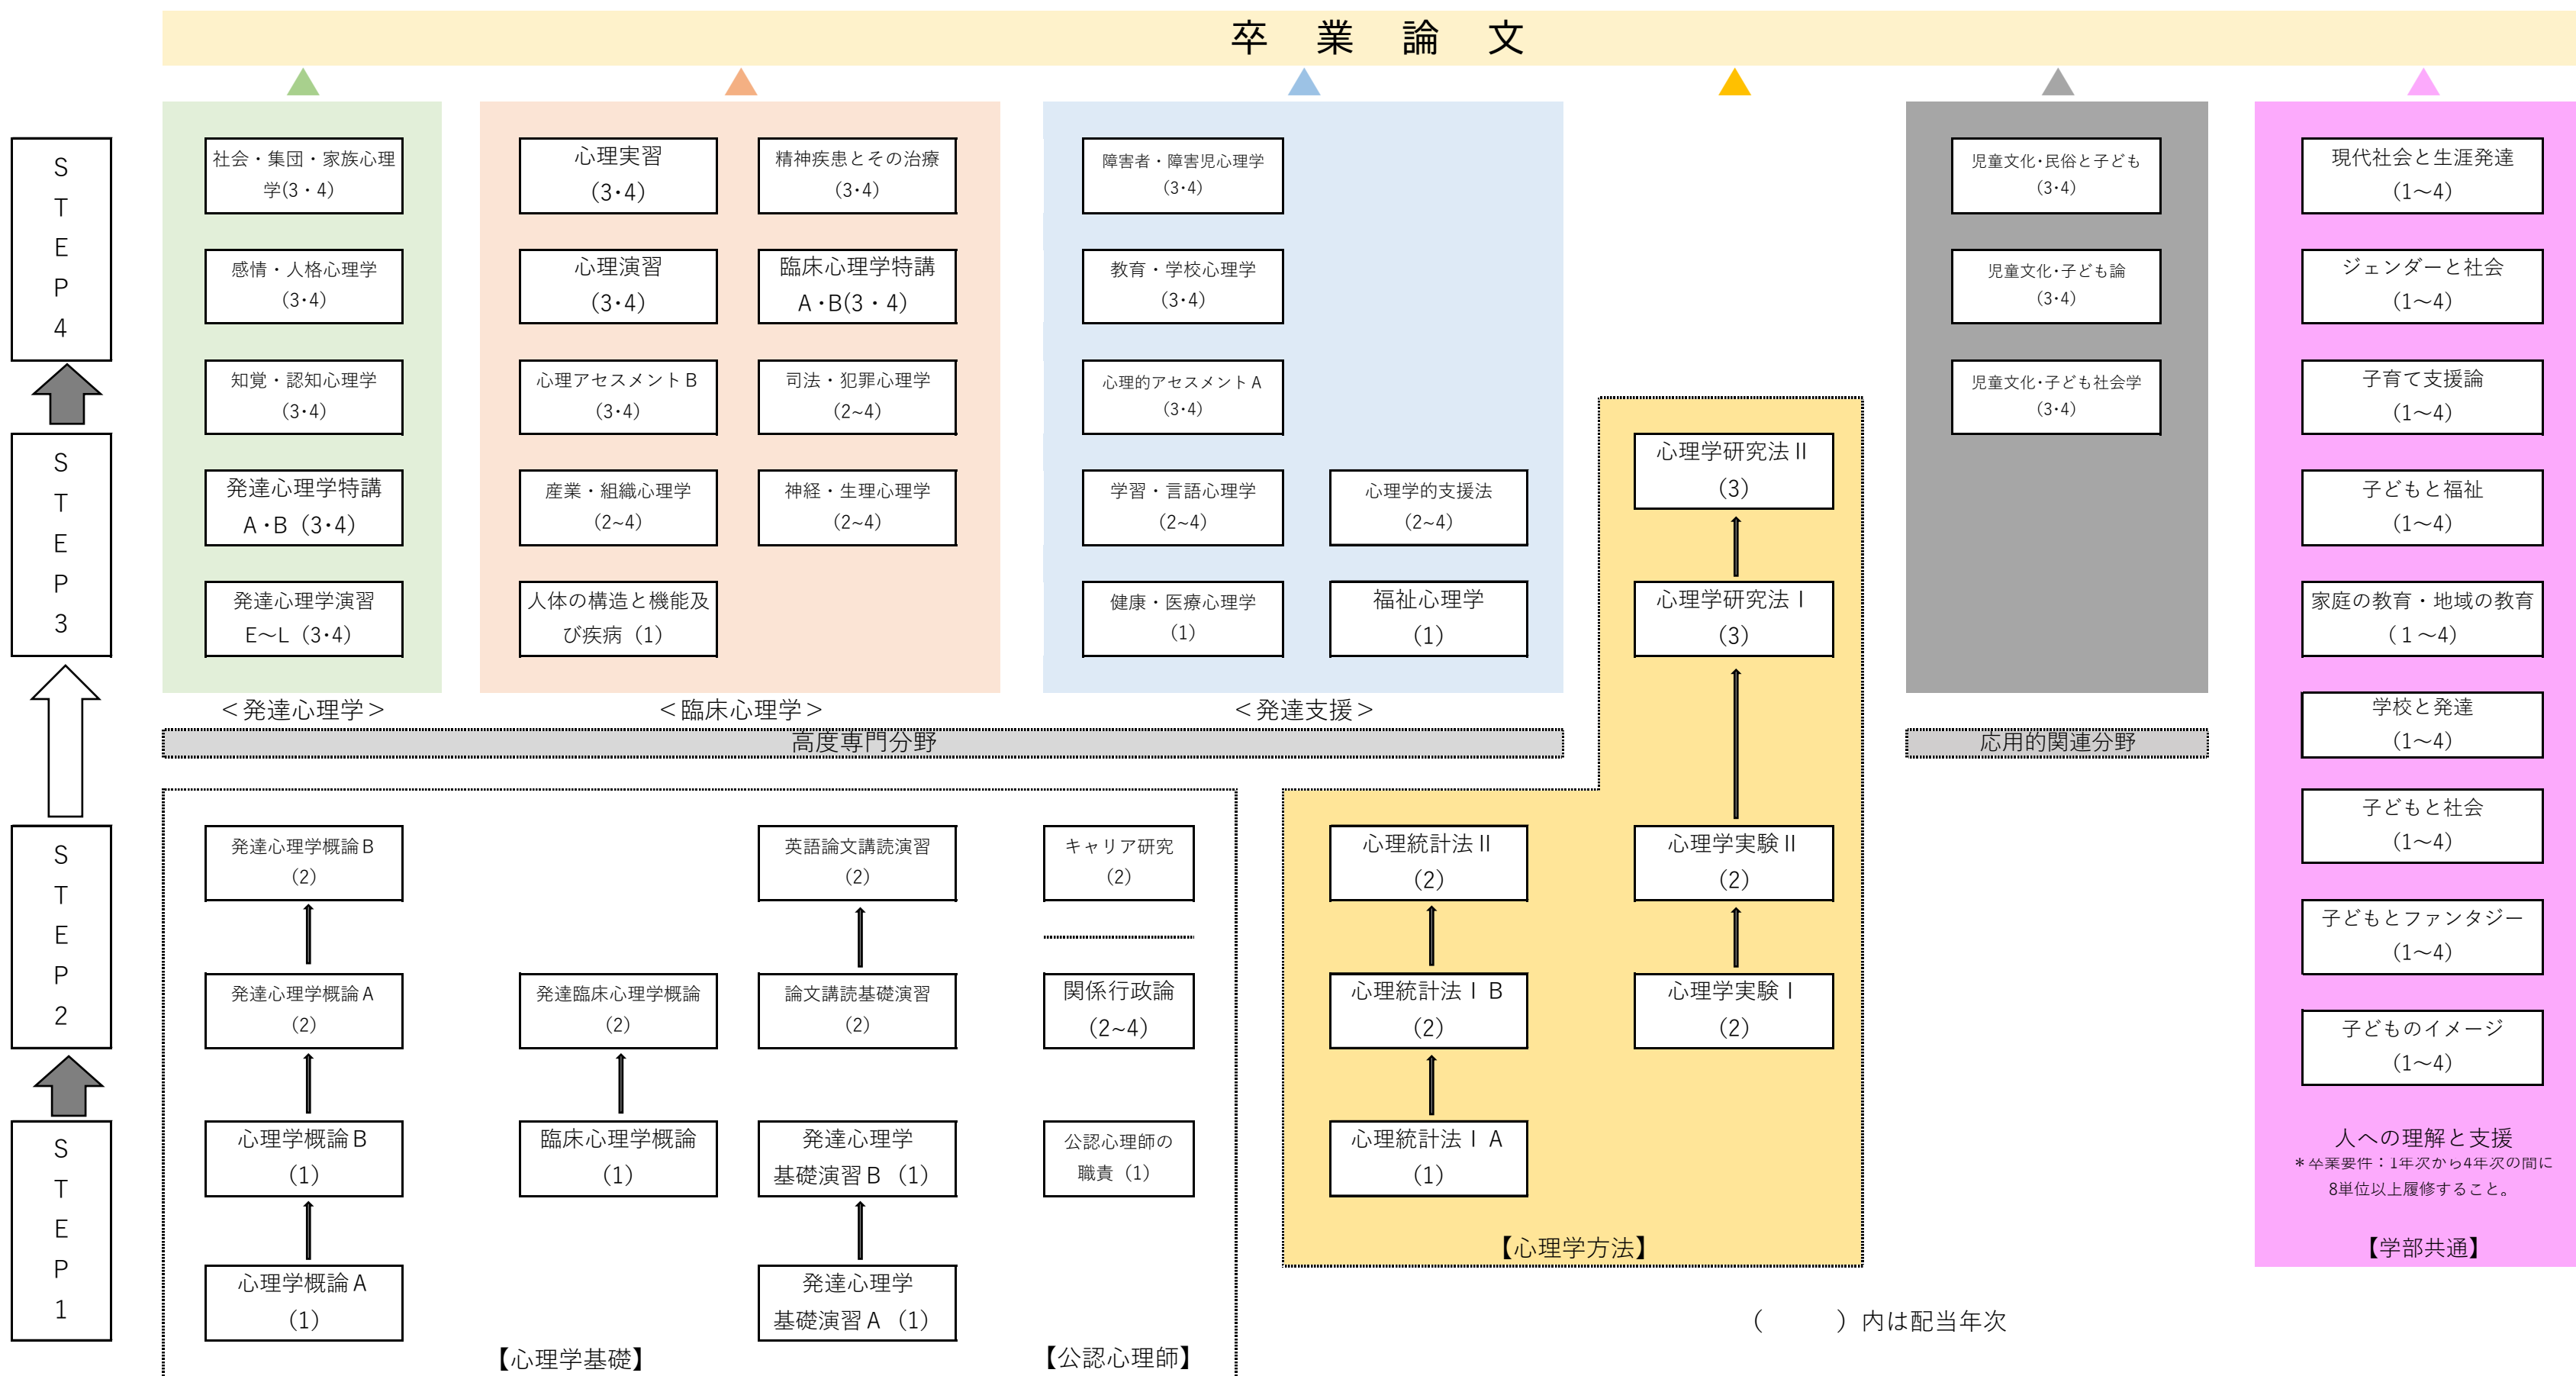 卒業論文
STEP4
STEP3
STEP2
STEP1
社会・集団・家族心理
学(3・4)
感情・人格心理学
(3・4)
知覚・認知心理学
(3・4)
発達心理学特講
A・B (3・4)
発達心理学演習
E～L (3・4)
＜発達心理学＞
心理実習
(3・4)
精神疾患とその治療
(3・4)
心理演習
(3・4)
臨床心理学特講
A・B(3・4)
心理アセスメントB
(3・4)
司法・犯罪心理学
(2~4)
産業・組織心理学
(2~4)
神経・生理心理学
(2~4)
人体の構造と機能及
び疾病 (1)
＜臨床心理学＞
障害者・障害児心理学
(3・4)
教育・学校心理学
(3・4)
心理的アセスメントA
(3・4)
学習・言語心理学
(2~4)
心理学的支援法
(2~4)
健康・医療心理学
(1)
福祉心理学
(1)
＜発達支援＞
高度専門分野
心理学研究法Ⅱ
(3)
心理学研究法Ⅰ
(3)
心理統計法Ⅱ
(2)
心理学実験Ⅱ
(2)
心理統計法ⅠB
(2)
心理学実験Ⅰ
(2)
心理統計法ⅠA
(1)
【心理学方法】
児童文化・民俗と子ども
(3・4)
児童文化・子ども論
(3・4)
児童文化・子ども社会学
(3・4)
応用的関連分野
現代社会と生涯発達
(1～4)
ジェンダーと社会
(1～4)
子育て支援論
(1～4)
子どもと福祉
(1～4)
家庭の教育・地域の教育
(１～4)
学校と発達
(1～4)
子どもと社会
(1～4)
子どもとファンタジー
(1～4)
子どものイメージ
(1～4)
人への理解と支援
＊卒業要件：1年次から4年次の間に
8単位以上履修すること。
【学部共通】
発達心理学概論B
(2)
英語論文講読演習
(2)
キャリア研究
(2)
発達心理学概論A
(2)
発達臨床心理学概論
(2)
論文講読基礎演習
(2)
関係行政論
(2~4)
心理学概論B
(1)
臨床心理学概論
(1)
発達心理学
基礎演習B (1)
公認心理師の
職責 (1)
心理学概論A
(1)
発達心理学
基礎演習A (1)
【心理学基礎】
【公認心理師】
（　　　）内は配当年次